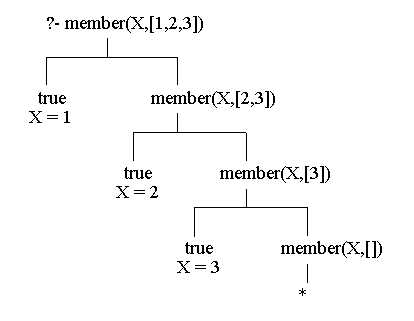 ?- member(X,[1,2,3])
true
X = 1
member(X,[2,3])
true
X = 2
member(X,[3])
true
X = 3
member(X,[])
*